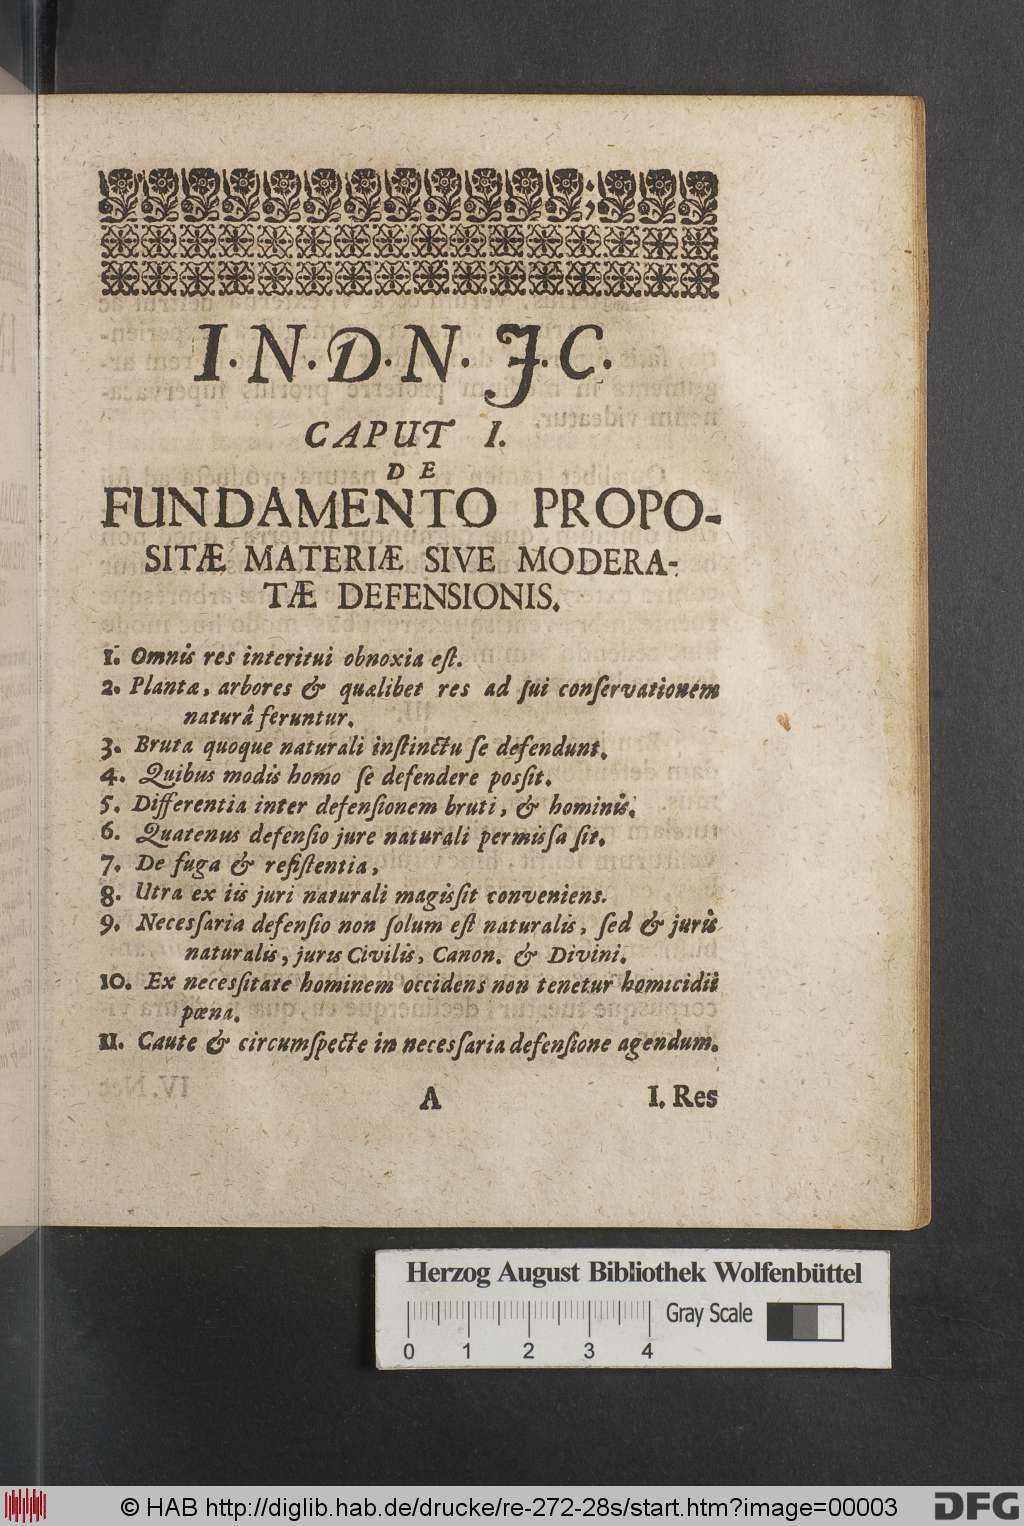 I. N. D. N. J. C.
CAPUT I.
DE
FUNDAMENTO PROPO-
SITÆ MATERIÆ SIVE MODERA-
TÆ DEFENSIONIS.
1. Omnis res interitui obnoxia eſt.
2. Plantæ, arbores & quælibet res ad ſui conſervationem
naturâ feruntur.
3. Bruta quoque naturali inſtinctu ſe defendunt.
4. Quibus modis homo ſe defendere poſſit.
5. Differentia inter defenſionem bruti, & hominis.
6. Quatenus defenſio jure naturali permiſſa ſit.
7. De fuga & reſiſtentia,
8. Utra ex iis juri naturali magisſit conveniens.
9. Neceſſaria defenſio non ſolum eſt naturalis, ſed & juris
naturalis, juris Civilis, Canon. & Divini.
10. Ex neceſſitate hominem occidens non tenetur homicidii
pœna.
11. Caute & circumſpecte in neceſſaria defenſione agendum.
A I. Res
Herzog August Bibliothek Wolfenbüttel
Gray Scale
0 1 2 3 4
© HAB http://diglib.hab.de/drucke/re-272-28s/start.htm?image=00003
DFG